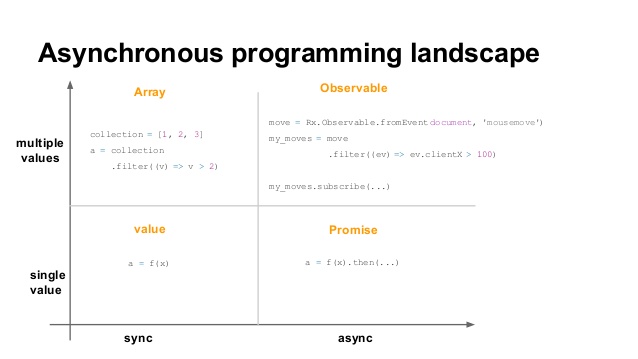 Asynchronous programming landscape
Array
Observable
multiple
values
collection = [1, 2, 3]
a = collection
.filter((v) => v > 2)
move = Rx.Observable.fromEvent document, 'mousemove')
my_moves = move
.filter((ev) => ev.clientX > 100)
my_moves.subscribe(...)
value
Promise
single
value
a = f(x)
a = f(x).then(...)
sync
async